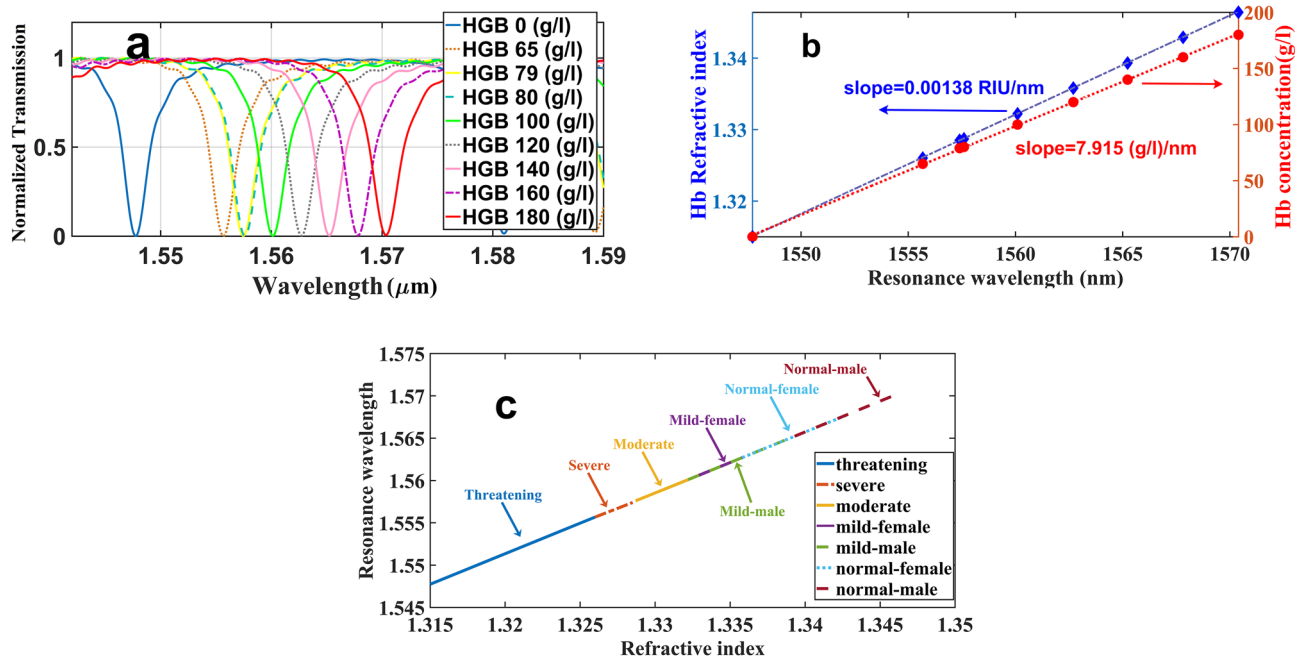 a
Normalized Transmission
1
0.5
0
1.55
1.56
1.57
1.58
1.59
Wavelength (μm)
HGB 0 (g/l)
HGB 65 (g/l)
HGB 79 (g/l)
HGB 80 (g/l)
HGB 100 (g/l)
HGB 120 (g/l)
HGB 140 (g/l)
HGB 160 (g/l)
HGB 180 (g/l)
b
Hb Refractive index
1.34
1.33
1.32
slope=0.00138 RIU/nm
slope=7.915 (g/l)/nm
200
150
100
50
0
Hb concentration(g/l)
1550
1555
1560
1565
1570
Resonance wavelength (nm)
c
Resonance wavelength
1.575
1.57
1.565
1.56
1.555
1.55
1.545
Normal-male
Normal-female
Mild-female
Moderate
Severe
Threatening
Mild-male
threatening
severe
moderate
mild-female
mild-male
normal-female
normal-male
1.315
1.32
1.325
1.33
1.335
1.34
1.345
1.35
Refractive index